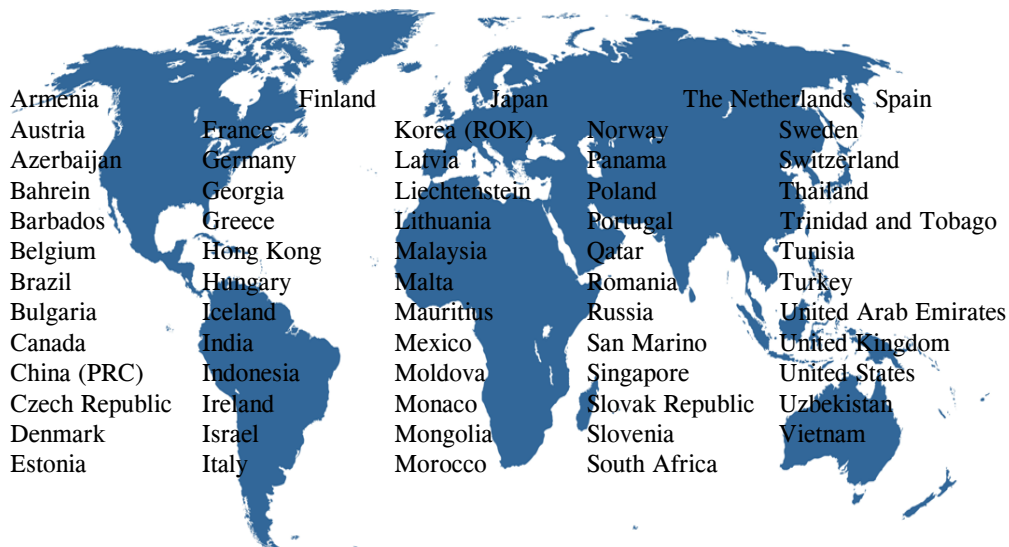 Armenia Finland Japan The Netherlands Spain
Austria France Korea (ROK) Norway Sweden
Azerbaijan Germany Latvia Panama Switzerland
Bahrein Georgia Liechtenstein Poland Thailand
Barbados Greece Lithuania Portugal Trinidad and Tobago
Belgium Hong Kong Malaysia Qatar Tunisia
Brazil Hungary Malta Romania Turkey
Bulgaria Iceland Mauritius Russia United Arab Emirates
Canada India Mexico San Marino United Kingdom
China (PRC) Indonesia Moldova Singapore United States
Czech Republic Ireland Monaco Slovak Republic Uzbekistan
Denmark Israel Mongolia Slovenia Vietnam
Estonia Italy Morocco South Africa